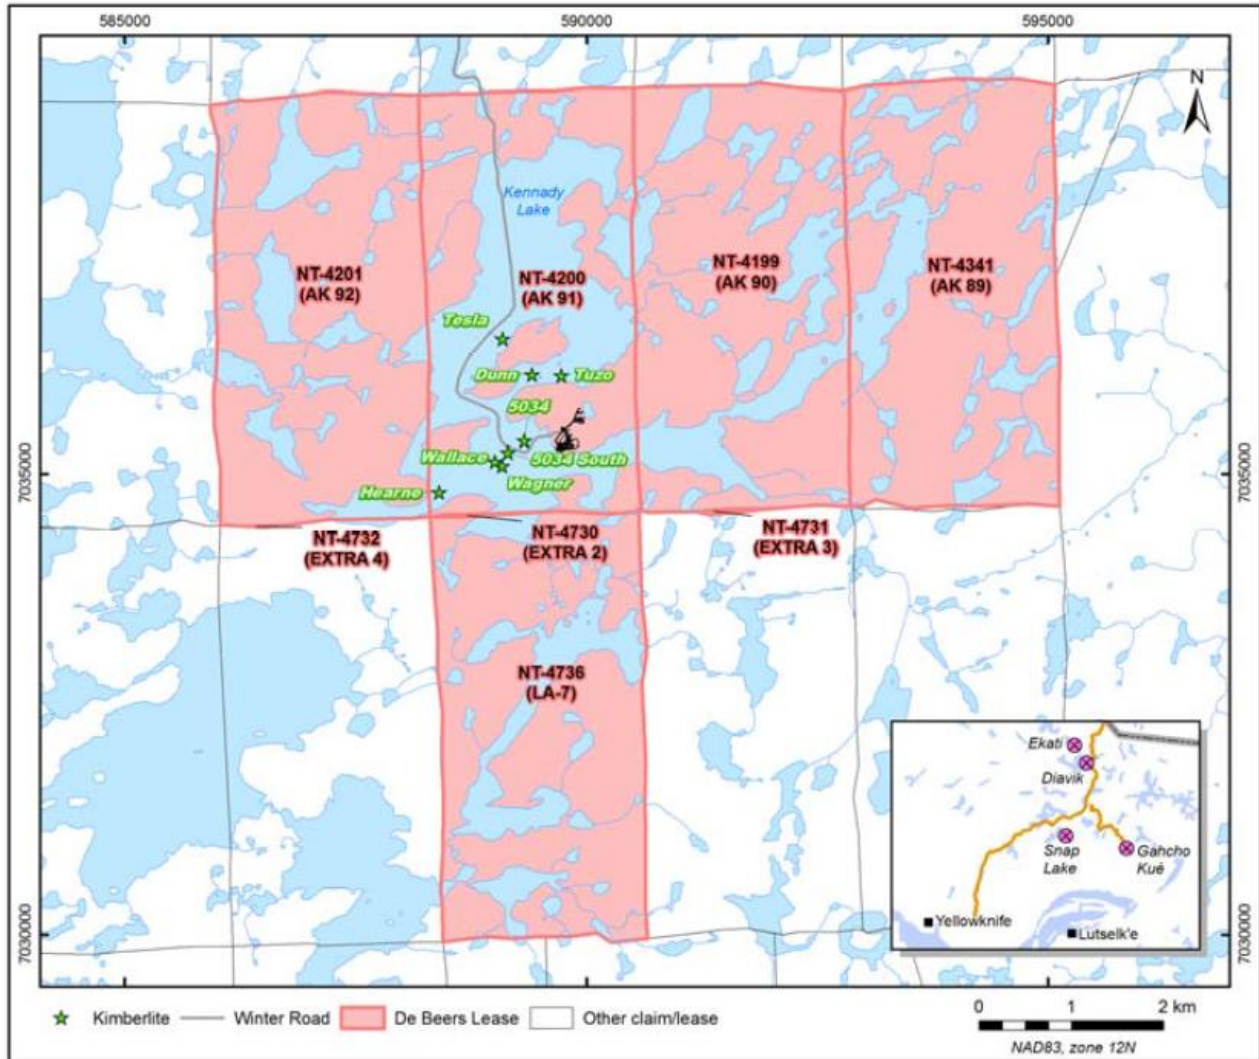 585000
590000
595000
N
Kennady
Lake
NT-4201
(AK 92)
NT-4200
(AK 91)
NT-4199
(AK 90)
NT-4341
(AK 89)
Tesla
Dunn
Tuzo
5034
Wallace
5034 South
Wagner
Hearne
7035000
7035000
NT-4732
(EXTRA 4)
NT-4730
(EXTRA 2)
NT-4731
(EXTRA 3)
NT-4736
(LA-7)
Ekati
Diavik
Snap
Lake
Gahcho
Kué
Yellowknife
Lutselk'e
7030000
7030000
Kimberlite
Winter Road
De Beers Lease
Other claim/lease
0 1 2 km
NAD83, zone 12N